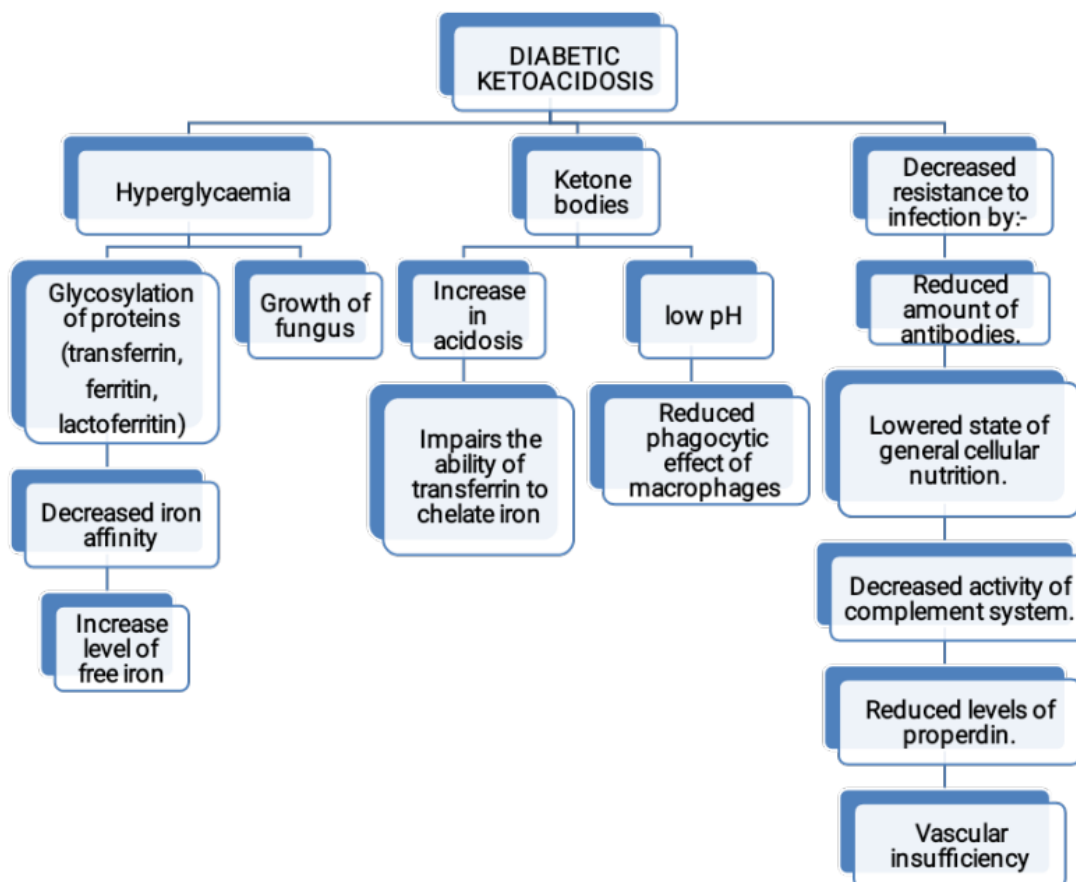 DIABETIC
KETOACIDOSIS
Hyperglycaemia
Ketone
bodies
Decreased
resistance to
infection by:-
Glycosylation
of proteins
(transferrin,
ferritin,
lactoferritin)
Growth of
fungus
Increase
in
acidosis
low pH
Reduced
amount of
antibodies.
Decreased iron
affinity
Impairs the
ability of
transferrin to
chelate iron
Reduced
phagocytic
effect of
macrophages
Lowered state of
general cellular
nutrition.
Increase
level of
free iron
Decreased activity of
complement system.
Reduced levels of
properdin.
Vascular
insufficiency